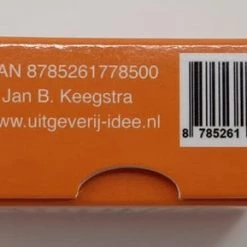 AN 8785261778500
Jan B. Keegstra
www.uitgeverij-idee.nl
8 785261